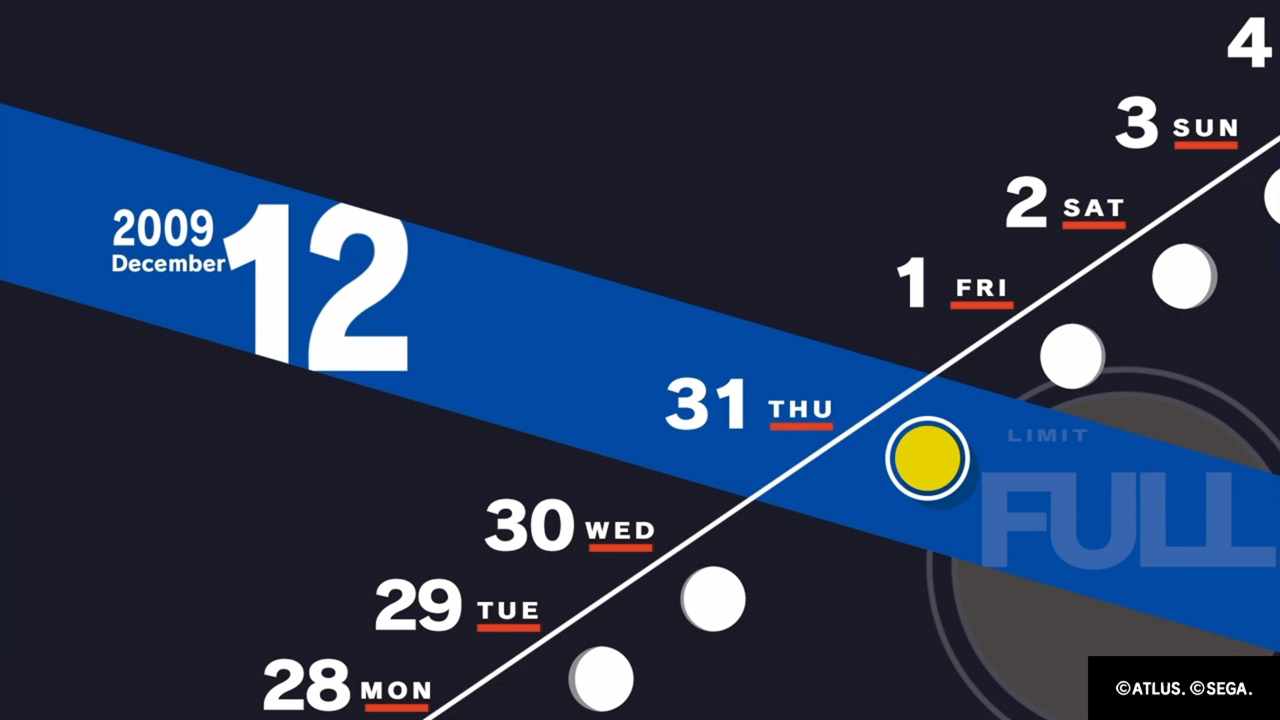 4
3 SUN
2 SAT
1 FRI
2009
December
12
31 THU
LIMIT
FULL
30 WED
29 TUE
28 MON
©ATLUS. ©SEGA.